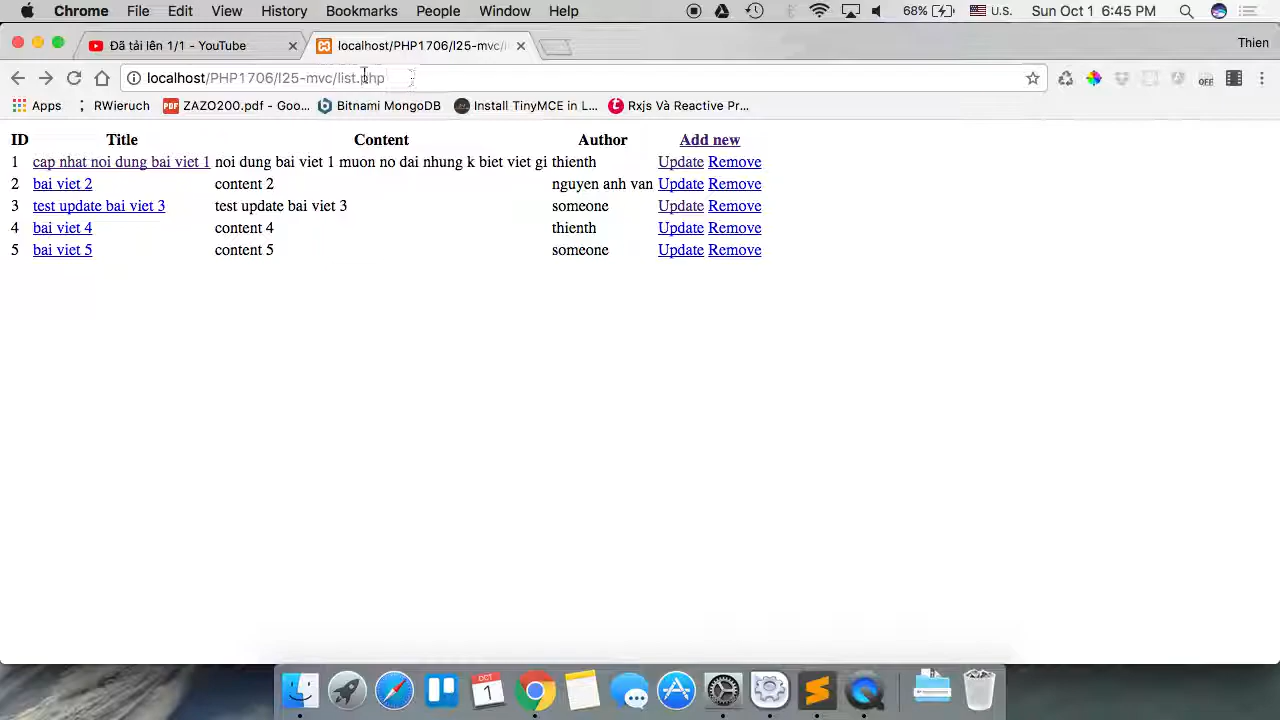 Chrome File Edit View History Bookmarks People Window Help 68% U.S. Sun Oct 1 6:45 PM
Đã tải lên 1/1 - YouTube localhost/PHP1706/l25-mvc/l Thien
localhost/PHP1706/l25-mvc/list.php
Apps RWieruch ZAZO200.pdf - Goo... Bitnami MongoDB Install TinyMCE in L... Rxjs Và Reactive Pr...
ID Title Content Author Add new
1 cap nhat noi dung bai viet 1 noi dung bai viet 1 muon no dai nhung k biet viet gi thienth Update Remove
2 bai viet 2 content 2 nguyen anh van Update Remove
3 test update bai viet 3 test update bai viet 3 someone Update Remove
4 bai viet 4 content 4 thienth Update Remove
5 bai viet 5 content 5 someone Update Remove
OCT
1